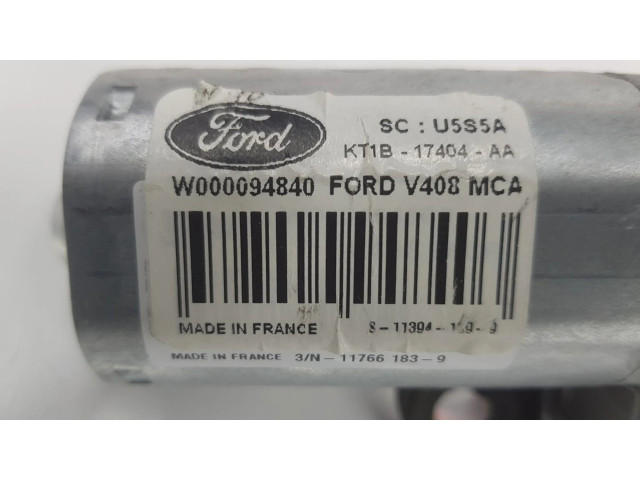 Ford
SC : U5S5A
KT1B - 17404 - AA
W000094840 FORD V408 MCA
MADE IN FRANCE
MADE IN FRANCE 3/N - 11766 183 - 9